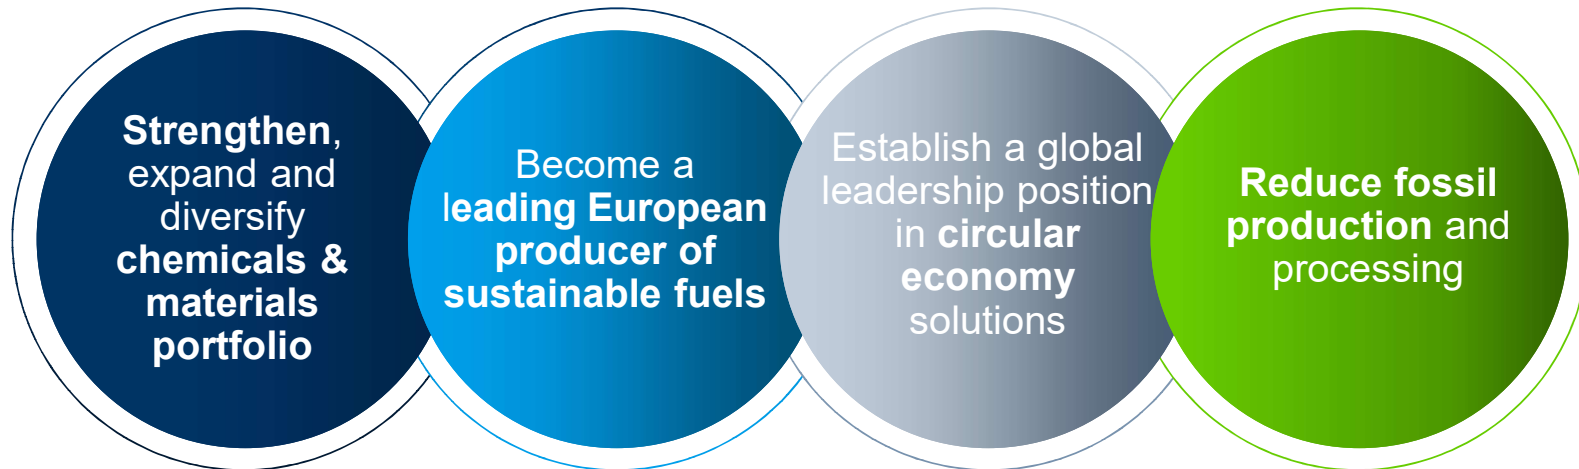 Strengthen,
expand and
diversify
chemicals &
materials
portfolio
Become a
leading European
producer of
sustainable fuels
Establish a global
leadership position
in circular
economy
solutions
Reduce fossil
production and
processing